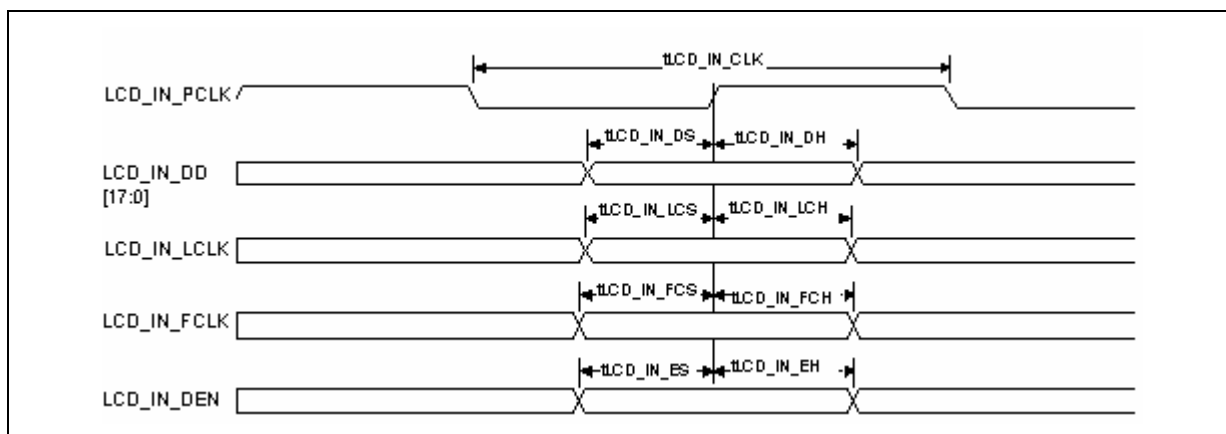 tLCD_IN_CLK
LCD_IN_PCLK
tLCD_IN_DS tLCD_IN_DH
LCD_IN_DD
[17:0]
tLCD_IN_LCS tLCD_IN_LCH
LCD_IN_LCLK
tLCD_IN_FCS tLCD_IN_FCH
LCD_IN_FCLK
tLCD_IN_ES tLCD_IN_EH
LCD_IN_DEN